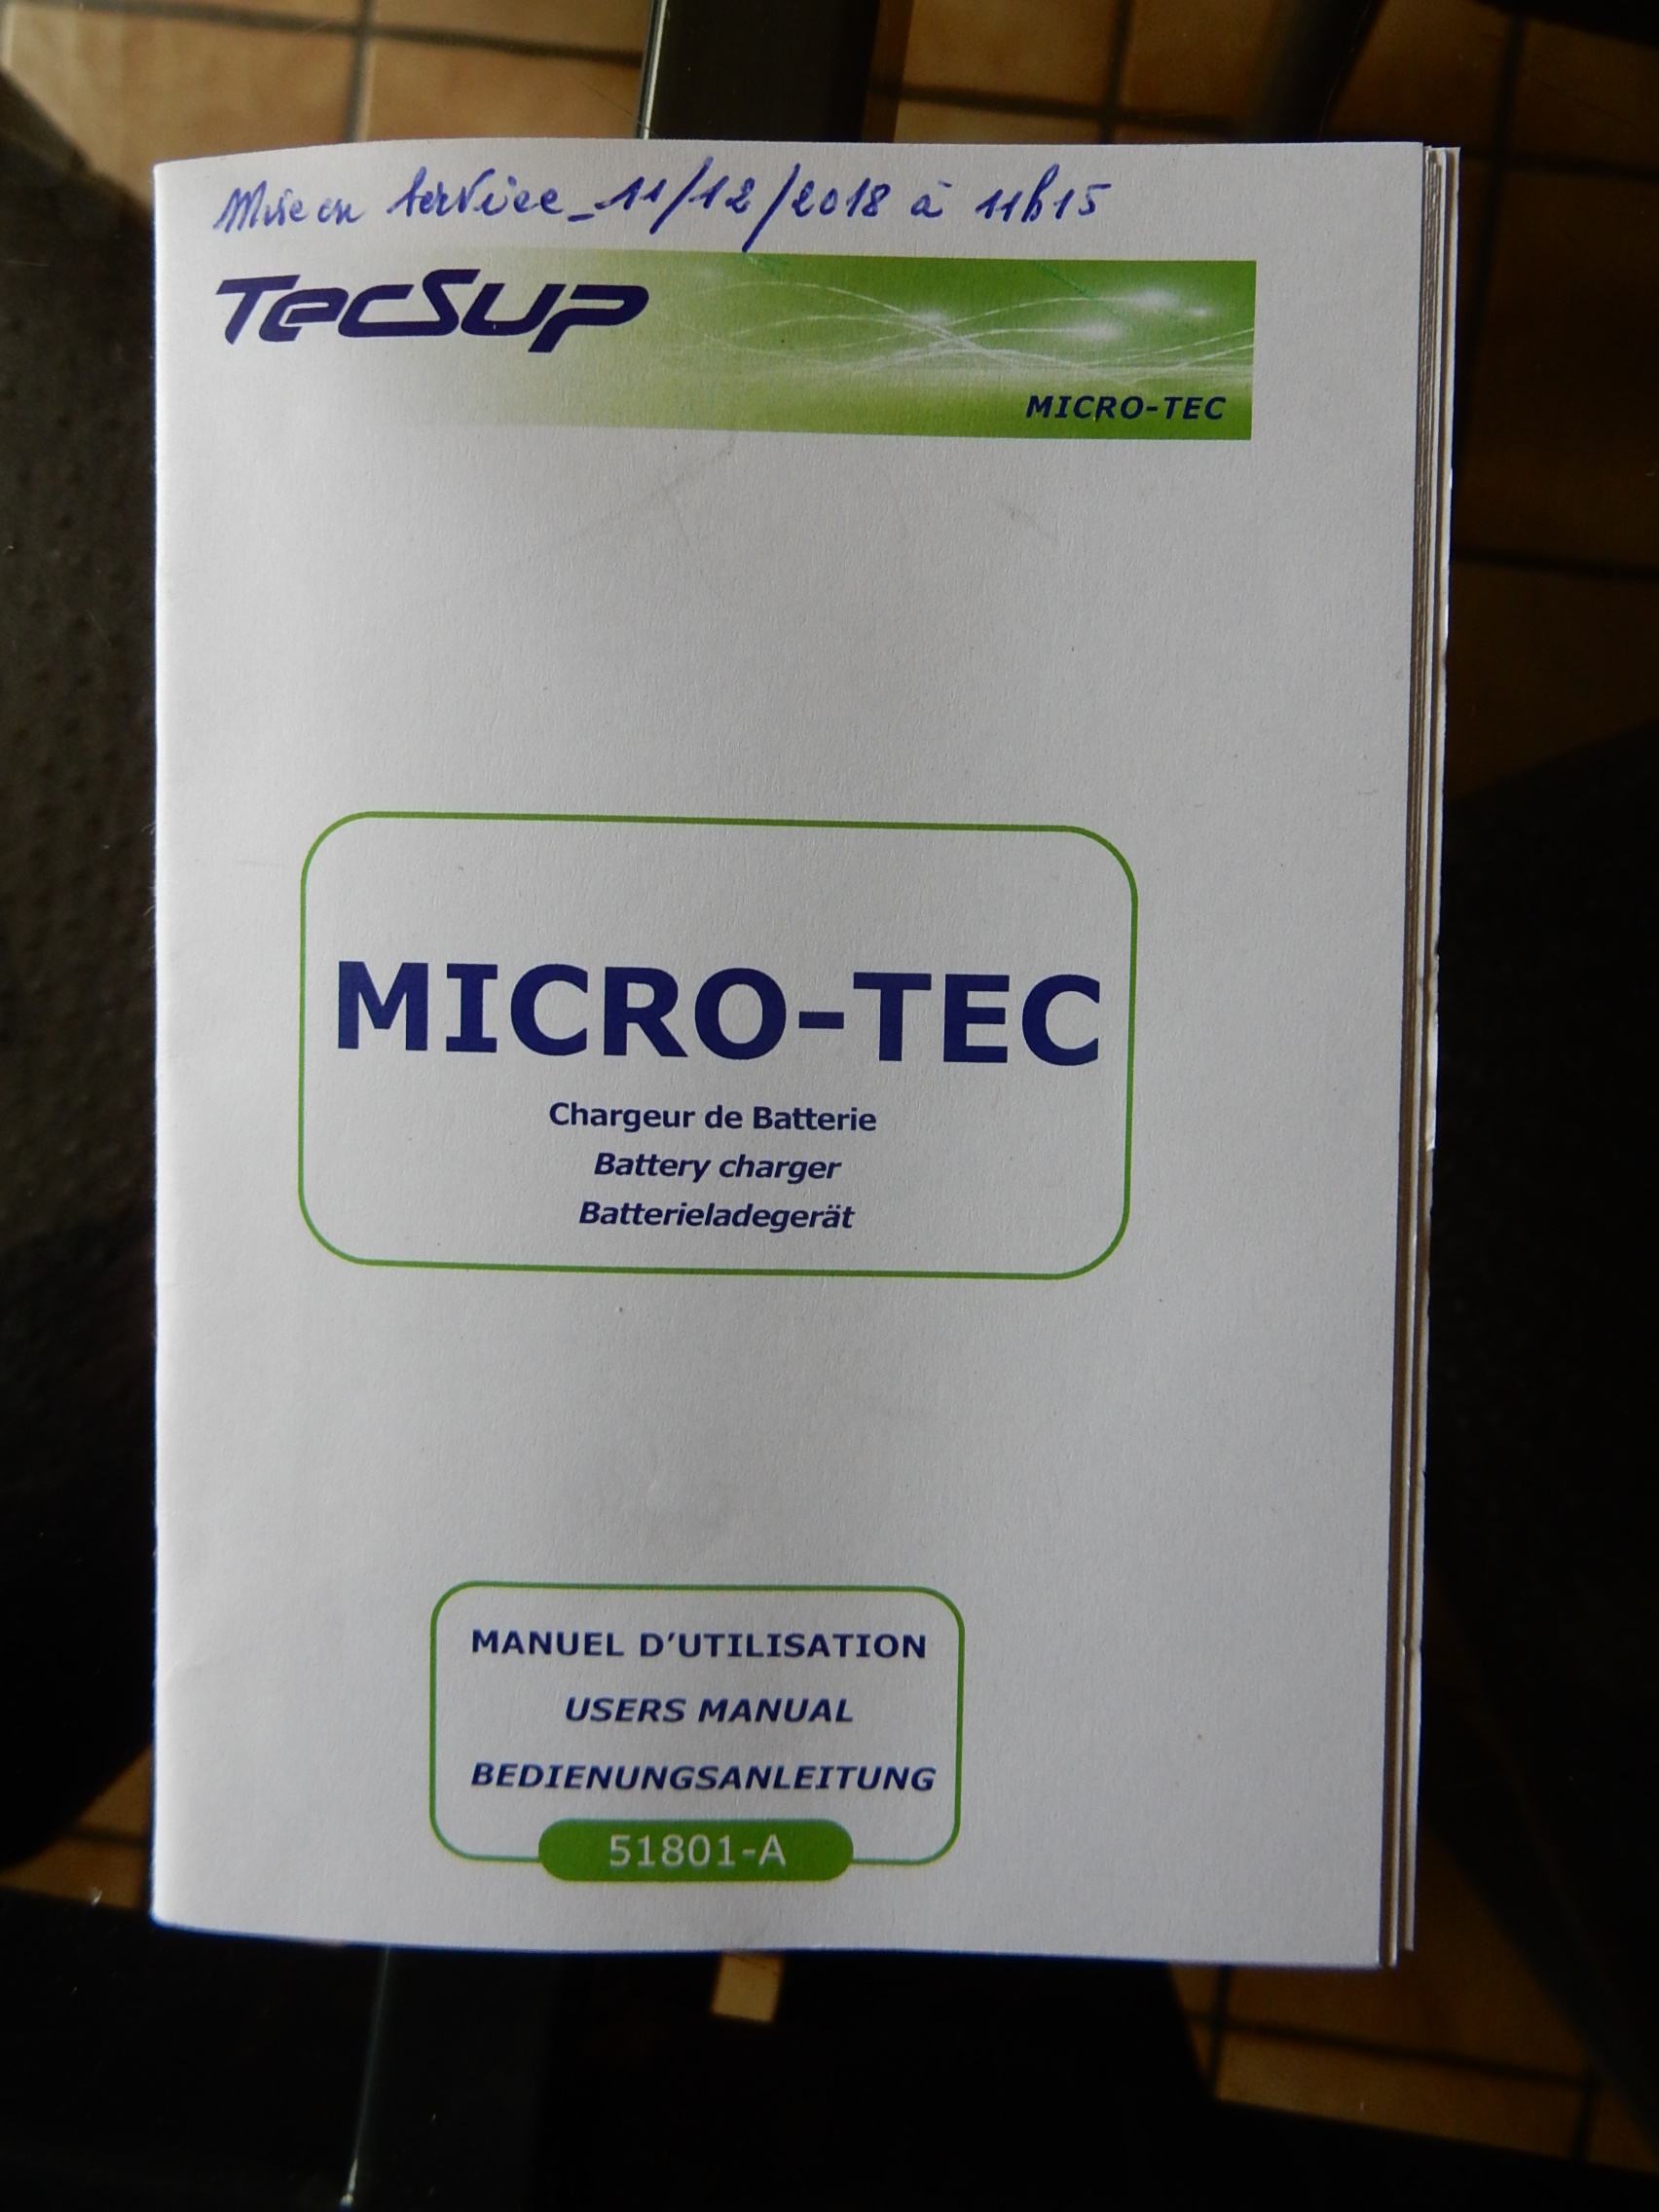 Mise en service_11/12/2018 à 11h15
TecSup
MICRO-TEC
MICRO-TEC
Chargeur de Batterie
Battery charger
Batterieladegerät
MANUEL D'UTILISATION
USERS MANUAL
BEDIENUNGSANLEITUNG
51801-A